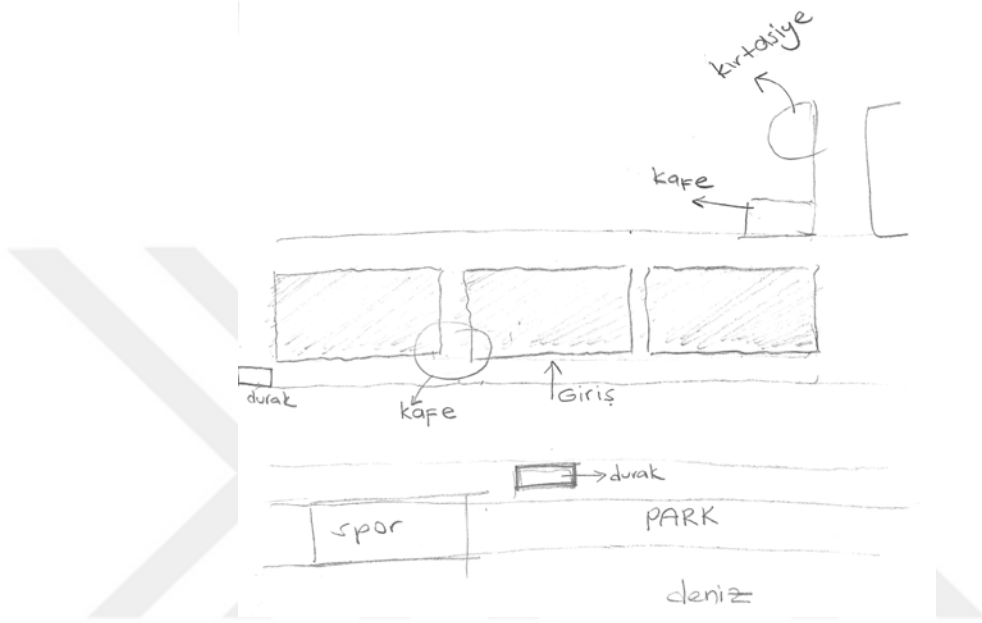 kırtasiye
kafe
durak
kafe
Giriş
durak
spor
PARK
deniz